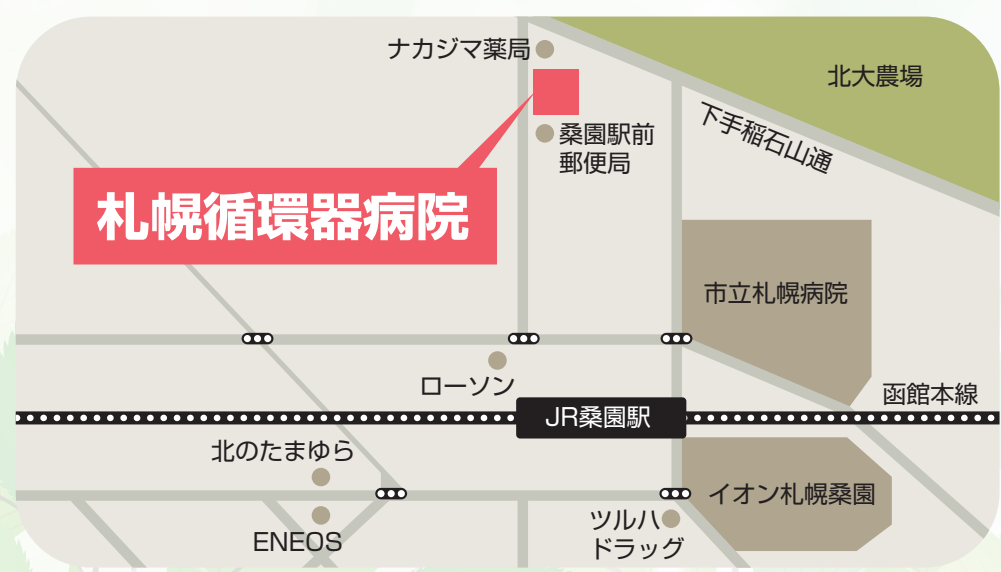 ナカジマ薬局
北大農場
下手稲石山通
桑園駅前
郵便局
札幌循環器病院
市立札幌病院
ローソン
函館本線
JR桑園駅
北のたまゆら
イオン札幌桑園
ツルハ
ドラッグ
ENEOS